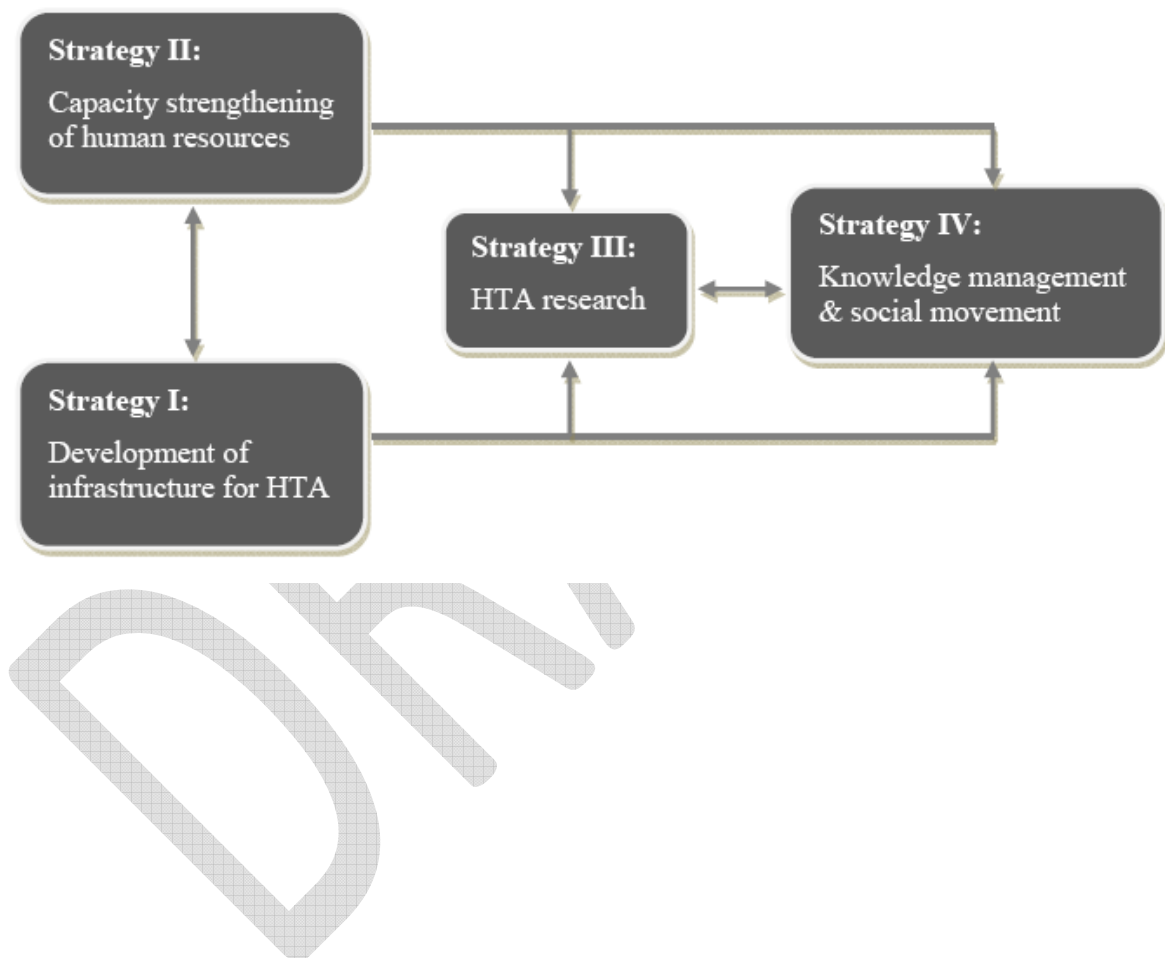 Strategy II:
Capacity strengthening
of human resources
Strategy III:
HTA research
Strategy IV:
Knowledge management
& social movement
Strategy I:
Development of
infrastructure for HTA